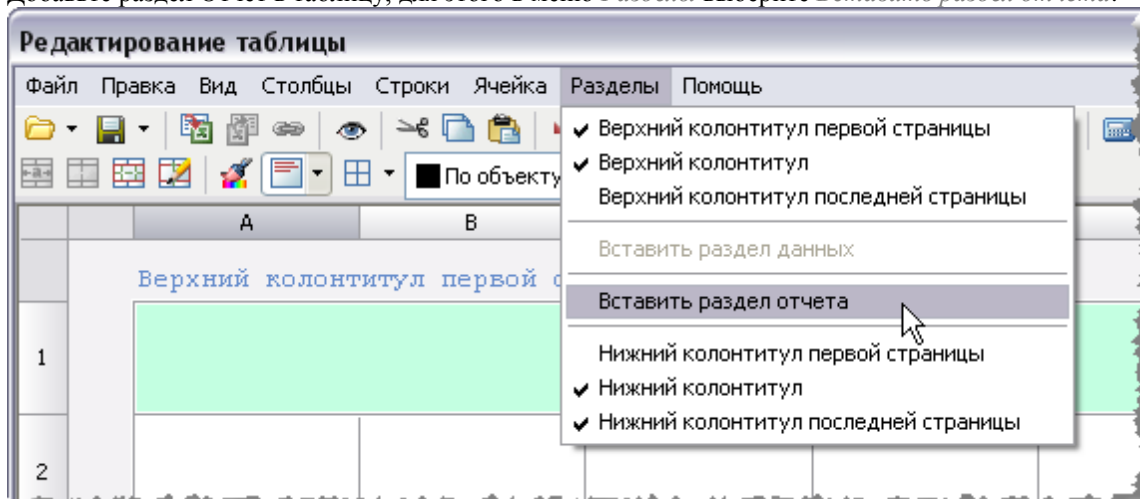 Редактирование таблицы
Файл Правка Вид Столбцы Строки Ячейка Разделы Помощь
Верхний колонтитул первой страницы
Верхний колонтитул
По объекту
Верхний колонтитул последней страницы
A B
Вставить раздел данных
Верхний колонтитул первой
Вставить раздел отчета
1
Нижний колонтитул первой страницы
Нижний колонтитул
Нижний колонтитул последней страницы
2